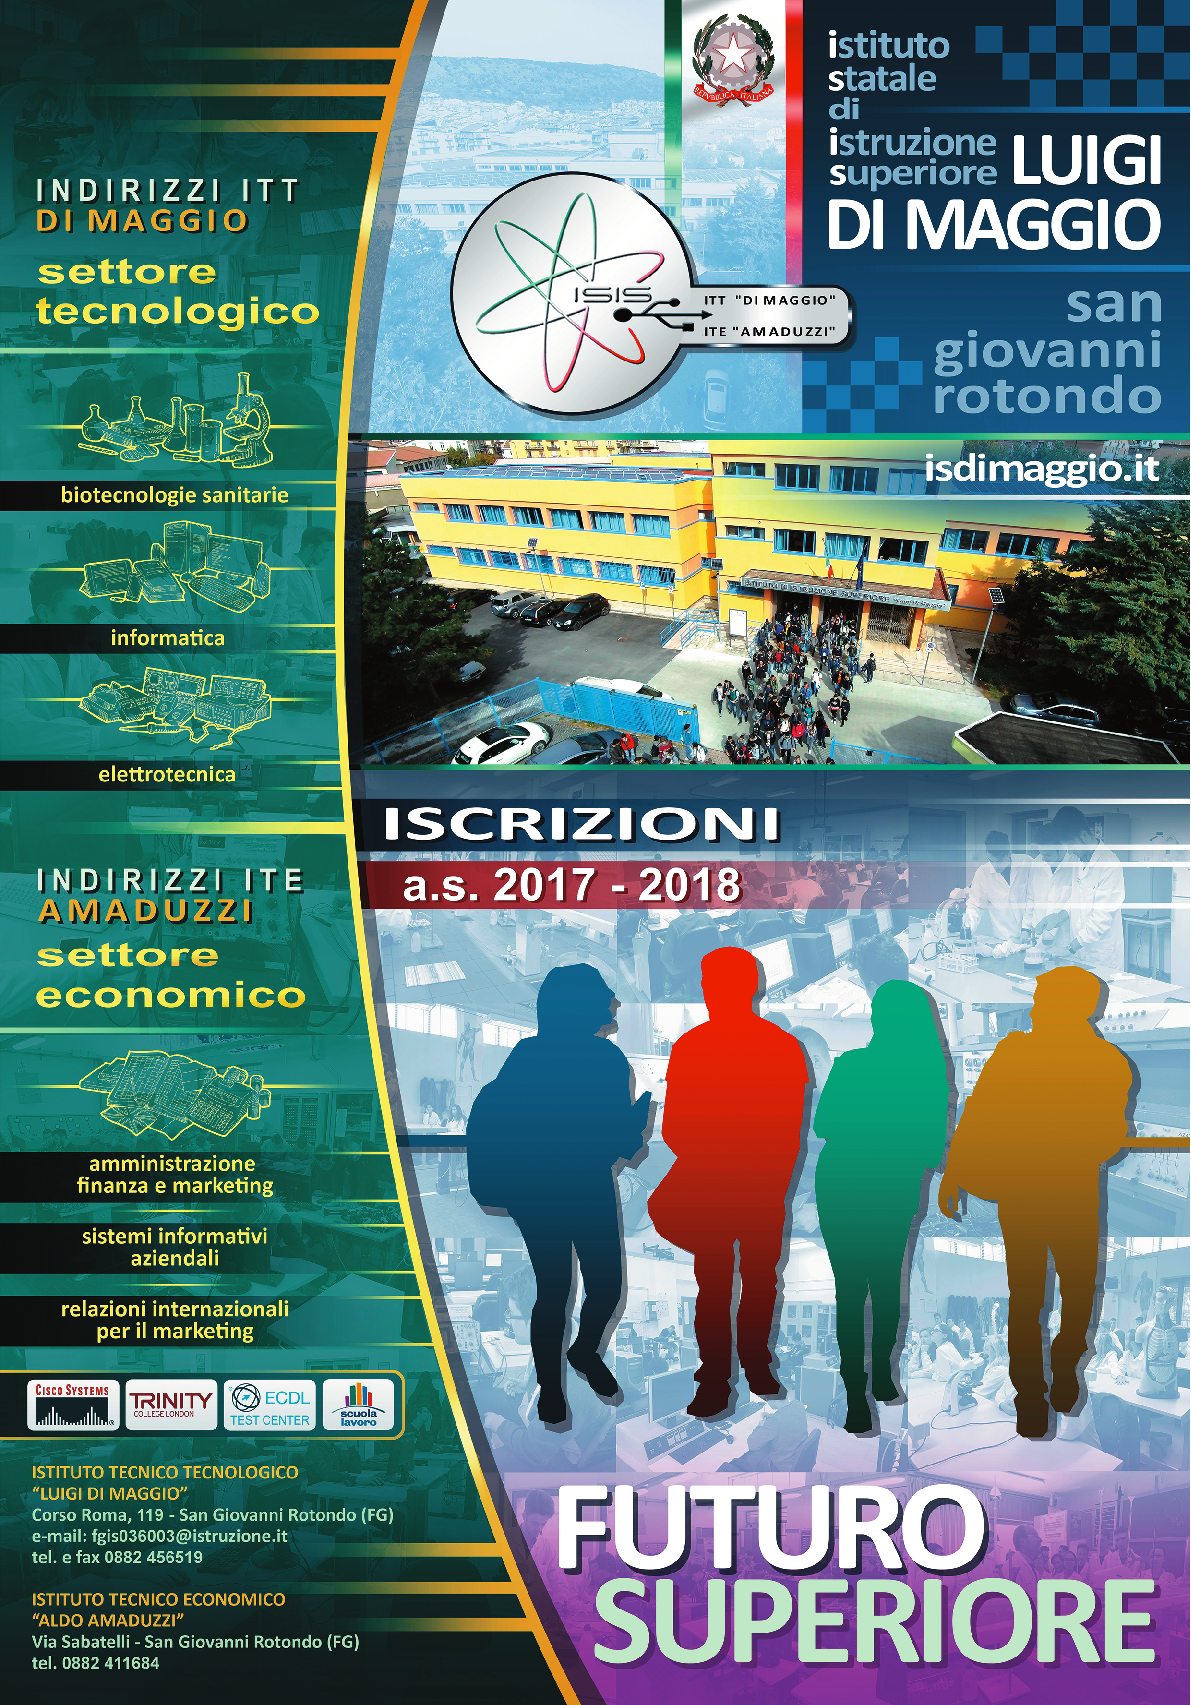 istituto
statale
di
istruzione
superiore LUIGI
DI MAGGIO
san
giovanni
rotondo
REPVBBLICA ITALIANA
ISIS
ITT "DI MAGGIO"
ITE "AMADUZZI"
isdimaggio.it
INDIRIZZI ITT
DI MAGGIO
settore
tecnologico
biotecnologie sanitarie
informatica
elettrotecnica
INDIRIZZI ITE
AMADUZZI
settore
economico
amministrazione
finanza e marketing
sistemi informativi
aziendali
relazioni internazionali
per il marketing
CISCO SYSTEMS
TRINITY
COLLEGE LONDON
ECDL
TEST CENTER
scuola
lavoro
ISTITUTO TECNICO TECNOLOGICO
“LUIGI DI MAGGIO”
Corso Roma, 119 - San Giovanni Rotondo (FG)
e-mail: fgis036003@istruzione.it
tel. e fax 0882 456519
ISTITUTO TECNICO ECONOMICO
“ALDO AMADUZZI”
Via Sabatelli - San Giovanni Rotondo (FG)
tel. 0882 411684
ISCRIZIONI
a.s. 2017 - 2018
FUTURO
SUPERIORE